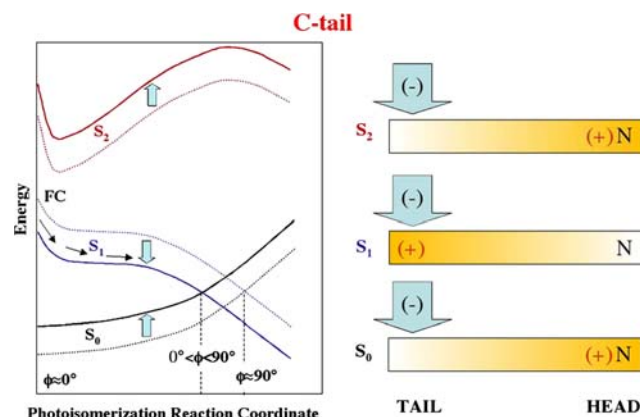 C-tail
Energy
FC
S2
S1
S0
ϕ≈0°
0°<ϕ<90°
ϕ≈90°
Photoisomerization Reaction Coordinate
(-)
S2
(+) N
(-)
S1
(+)
N
(-)
S0
(+) N
TAIL
HEAD